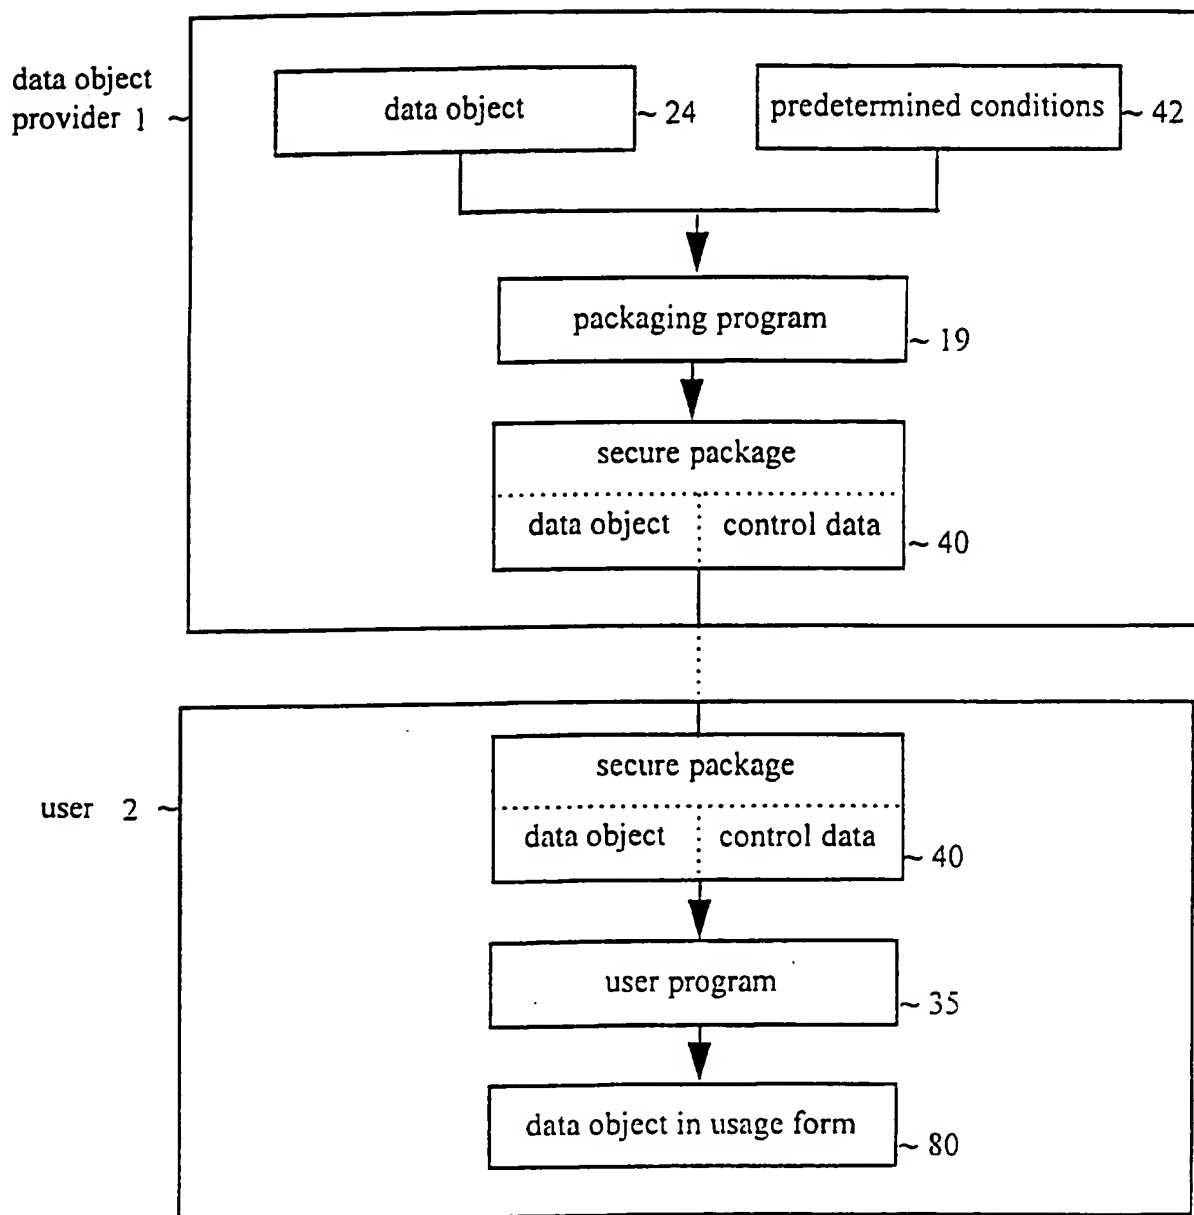 data object
provider 1 ~
data object ~ 24
predetermined conditions ~ 42
packaging program ~ 19
secure package
data object control data ~ 40
user 2 ~
secure package
data object control data ~ 40
user program ~ 35
data object in usage form ~ 80